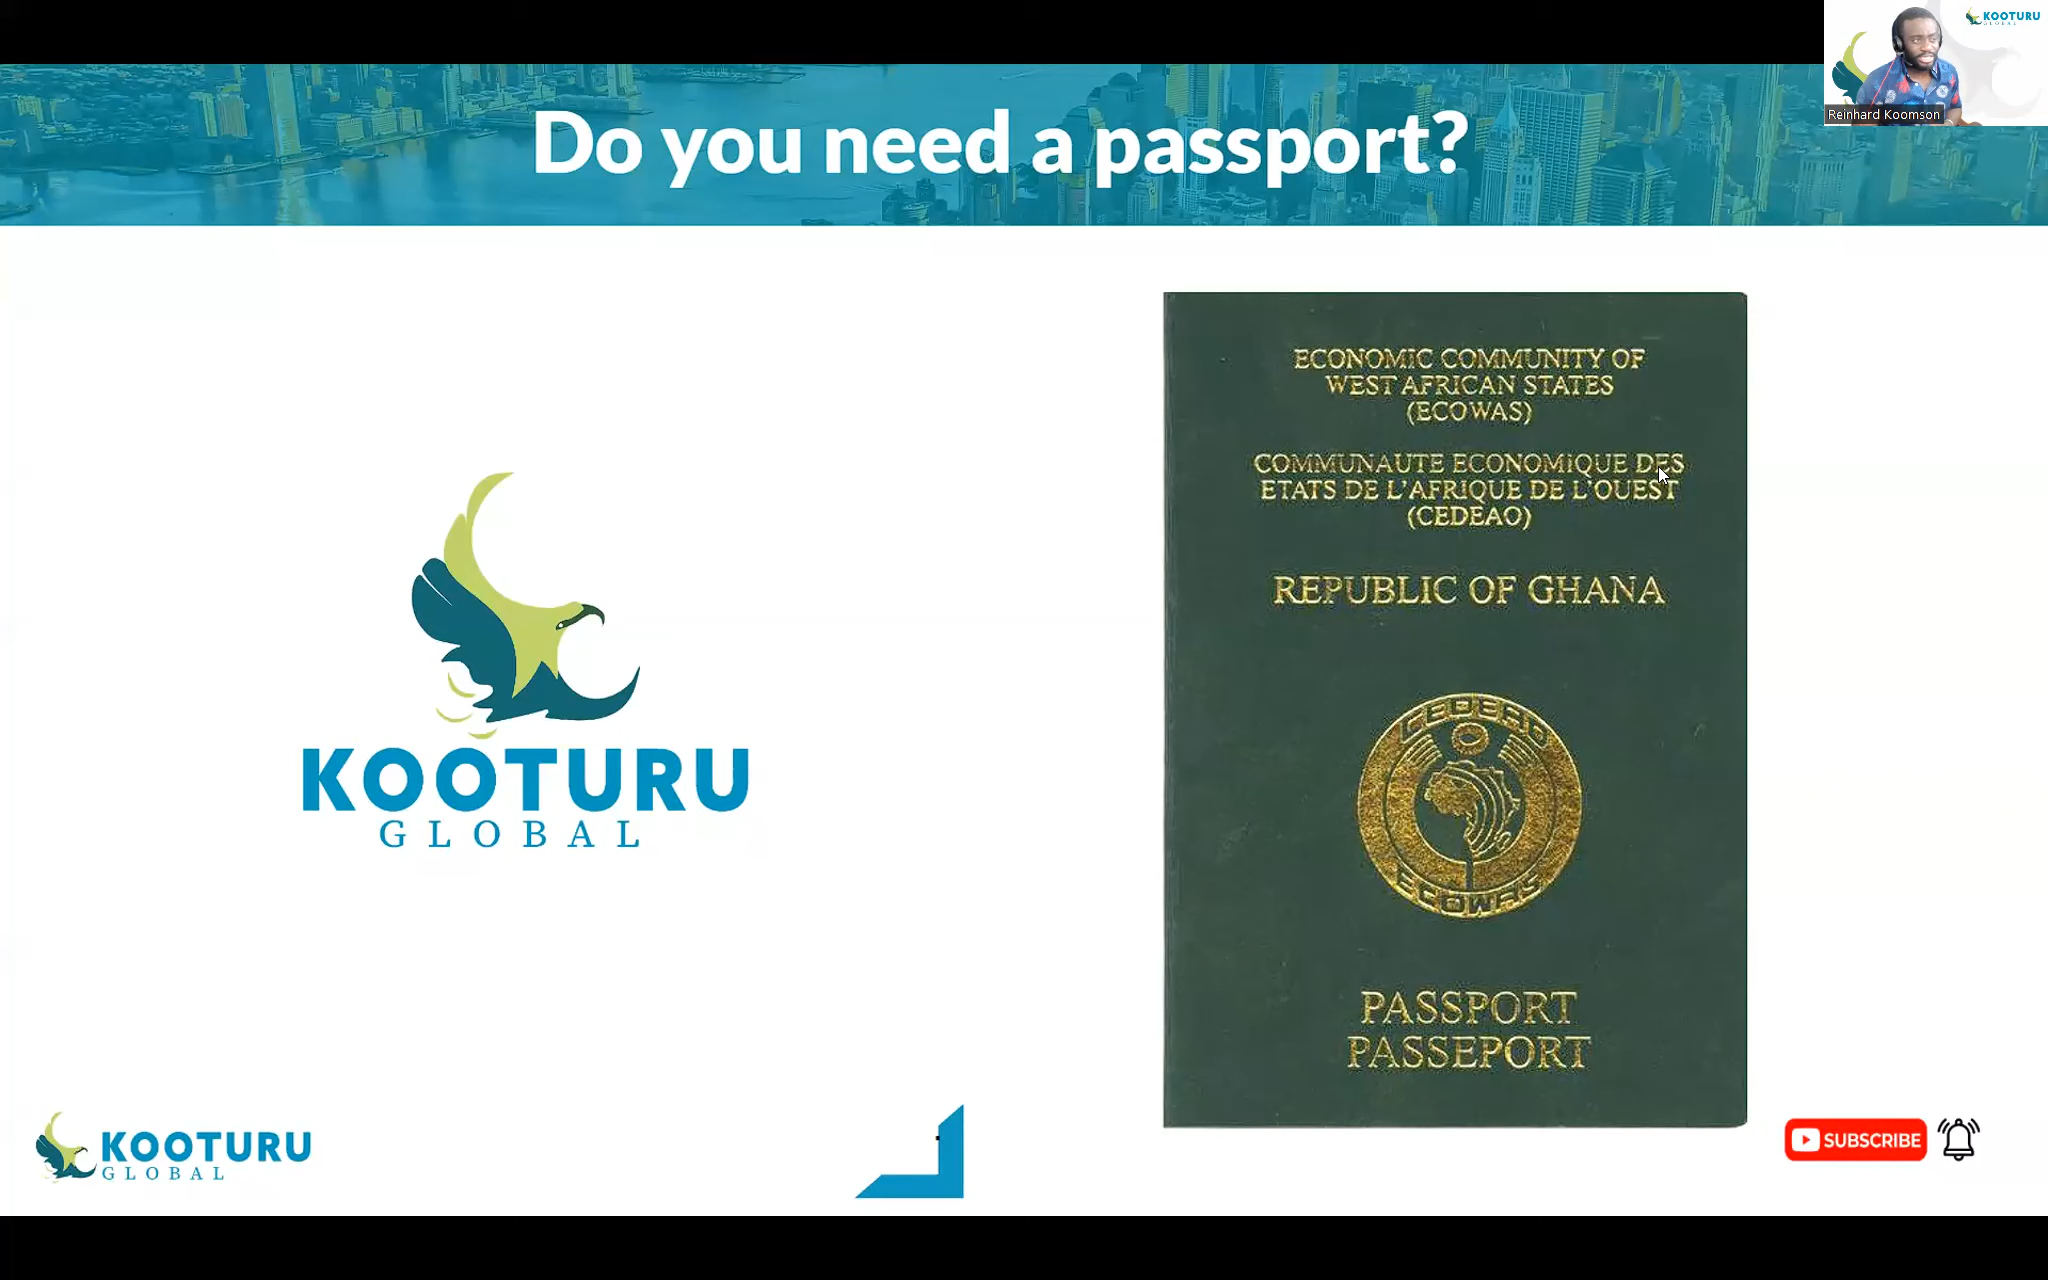 KOOTURU
GLOBAL
Reinhard Koomson
Do you need a passport?
ECONOMIC COMMUNITY OF
WEST AFRICAN STATES
(ECOWAS)
COMMUNAUTE ECONOMIQUE DES
ETATS DE L'AFRIQUE DE L'OUEST
(CEDEAO)
REPUBLIC OF GHANA
CEDEAO
ECOWAS
PASSPORT
PASSEPORT
KOOTURU
GLOBAL
KOOTURU
GLOBAL
SUBSCRIBE